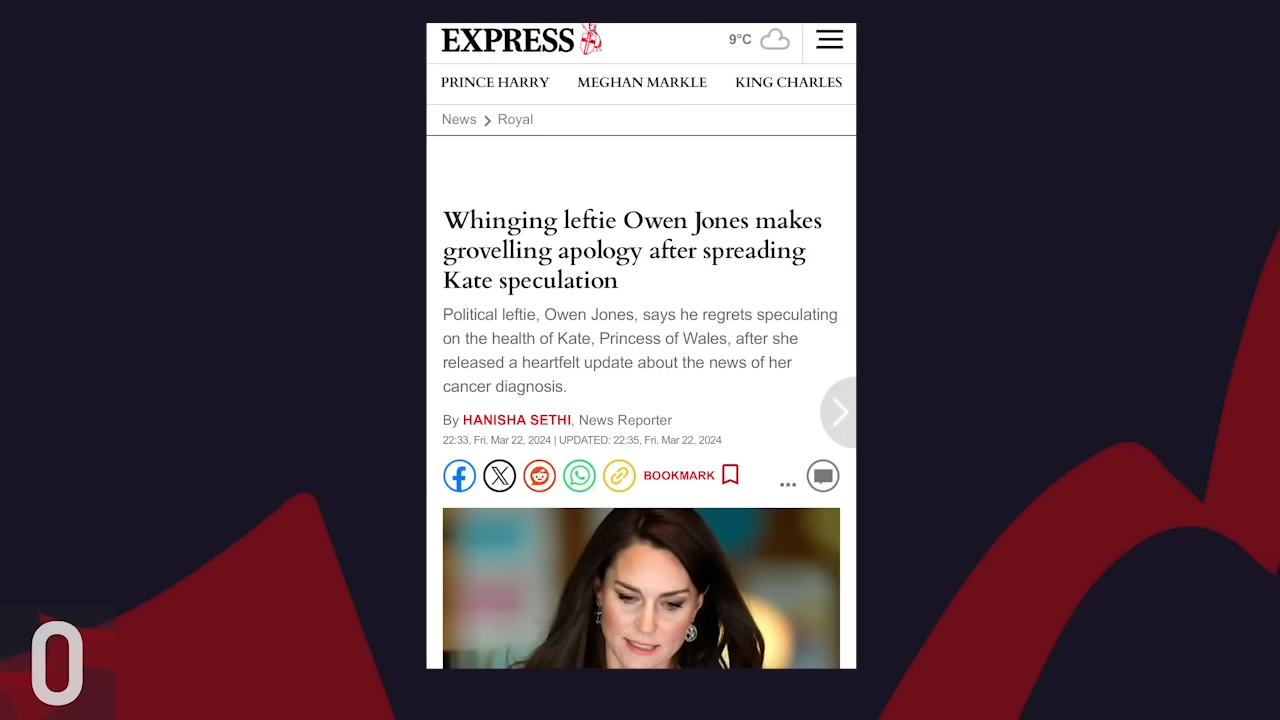 EXPRESS
9°C
PRINCE HARRY MEGHAN MARKLE KING CHARLES
News > Royal
Whinging leftie Owen Jones makes
grovelling apology after spreading
Kate speculation
Political leftie, Owen Jones, says he regrets speculating
on the health of Kate, Princess of Wales, after she
released a heartfelt update about the news of her
cancer diagnosis.
By HANISHA SETHI, News Reporter
22:33, Fri, Mar 22, 2024 | UPDATED: 22:35, Fri, Mar 22, 2024
BOOKMARK
...
O